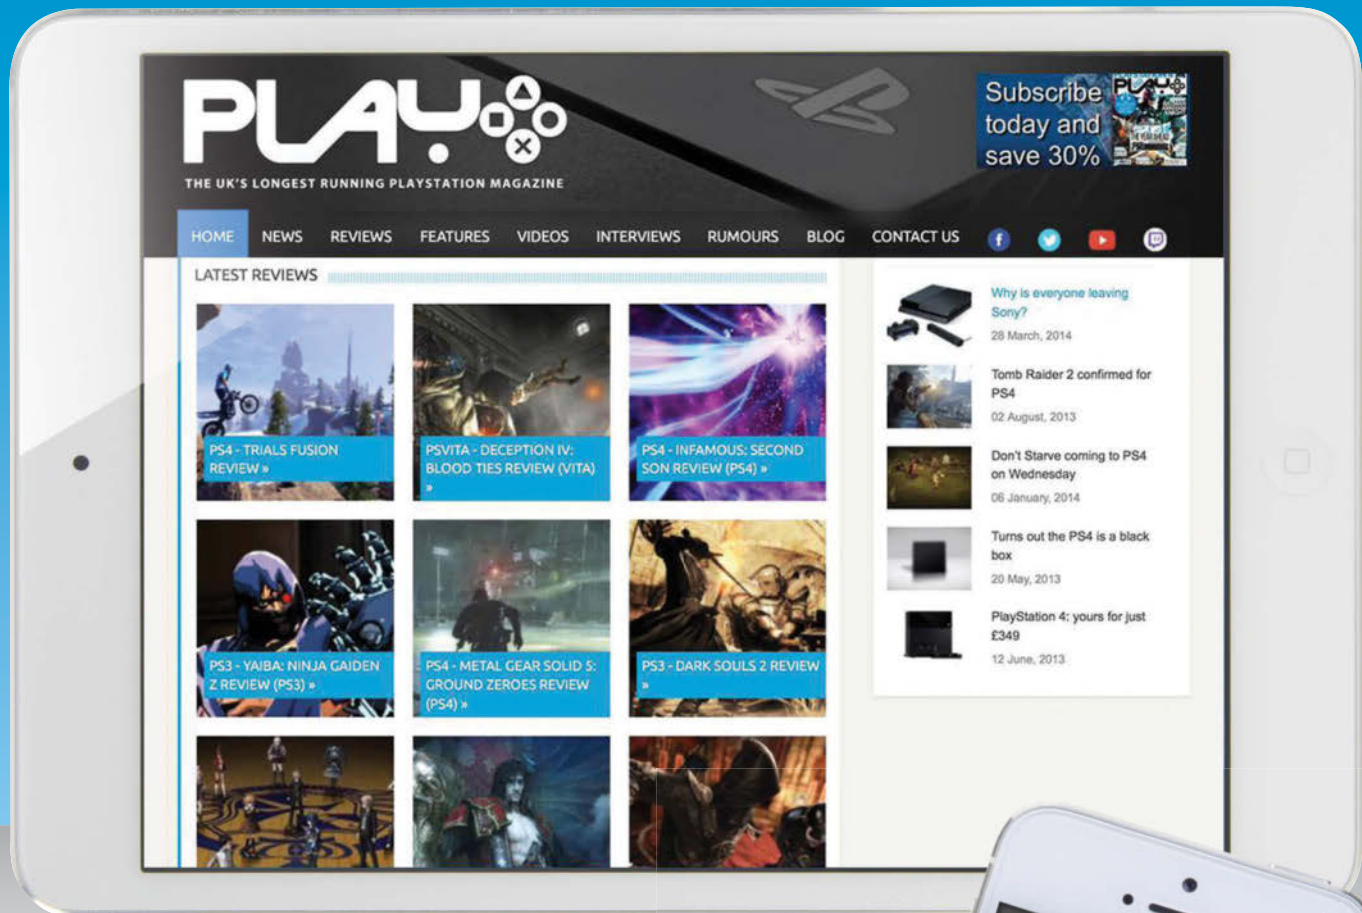 PLAY
THE UK'S LONGEST RUNNING PLAYSTATION MAGAZINE
Subscribe
today and
save 30%
PLAY
HOME NEWS REVIEWS FEATURES VIDEOS INTERVIEWS RUMOURS BLOG CONTACT US
LATEST REVIEWS
PS4 - TRIALS FUSION
REVIEW »
PSVITA - DECEPTION IV:
BLOOD TIES REVIEW (VITA)
»
PS4 - INFAMOUS: SECOND
SON REVIEW (PS4) »
PS3 - YAIBA: NINJA GAIDEN
Z REVIEW (PS3) »
PS4 - METAL GEAR SOLID 5:
GROUND ZEROES REVIEW
(PS4) »
PS3 - DARK SOULS 2 REVIEW
»
Why is everyone leaving
Sony?
28 March, 2014
Tomb Raider 2 confirmed for
PS4
02 August, 2013
Don't Starve coming to PS4
on Wednesday
06 January, 2014
Turns out the PS4 is a black
box
20 May, 2013
PlayStation 4: yours for just
£349
12 June, 2013